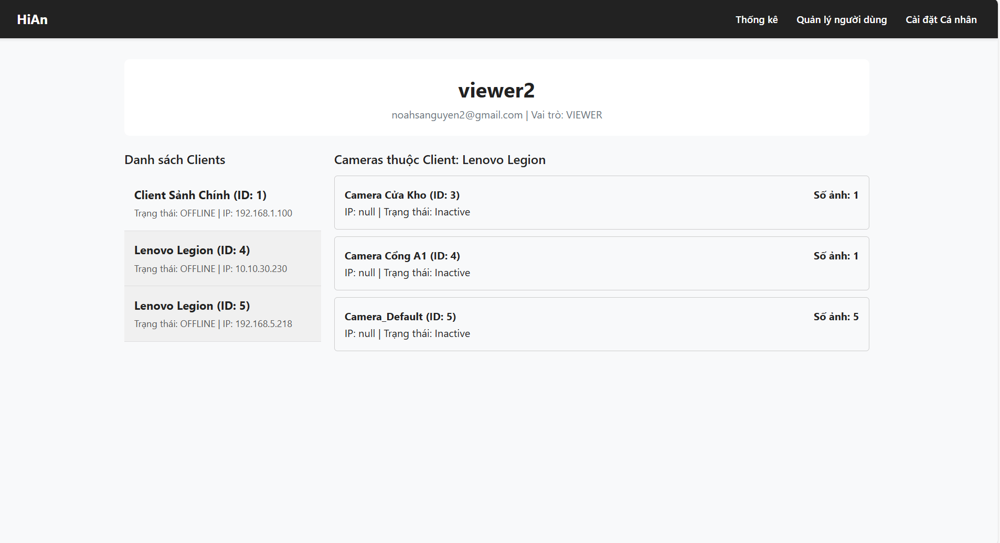 HiAn
Thống kê
Quản lý người dùng
Cài đặt Cá nhân
viewer2
noahsanguyen2@gmail.com | Vai trò: VIEWER
Danh sách Clients
Client Sảnh Chính (ID: 1)
Trạng thái: OFFLINE | IP: 192.168.1.100
Lenovo Legion (ID: 4)
Trạng thái: OFFLINE | IP: 10.10.30.230
Lenovo Legion (ID: 5)
Trạng thái: OFFLINE | IP: 192.168.5.218
Cameras thuộc Client: Lenovo Legion
Camera Cửa Kho (ID: 3)
Số ảnh: 1
IP: null | Trạng thái: Inactive
Camera Cổng A1 (ID: 4)
Số ảnh: 1
IP: null | Trạng thái: Inactive
Camera_Default (ID: 5)
Số ảnh: 5
IP: null | Trạng thái: Inactive